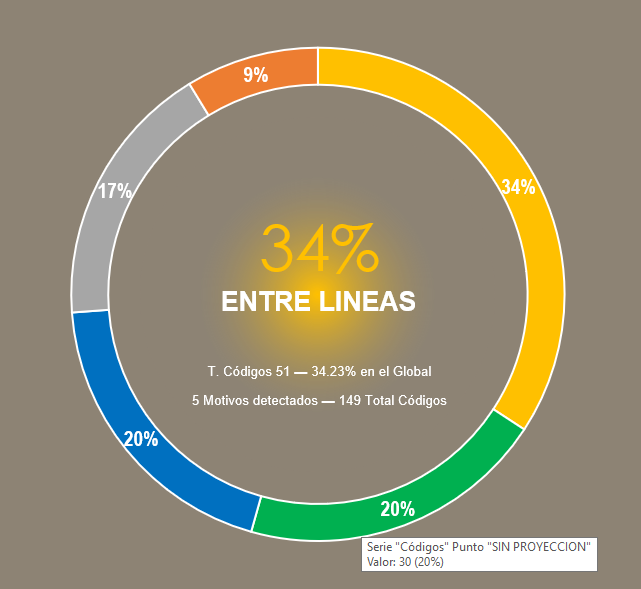 9%
34%
17%
34%
ENTRE LINEAS
T. Códigos 51 — 34.23% en el Global
5 Motivos detectados — 149 Total Códigos
20%
20%
Serie "Códigos" Punto "SIN PROYECCION"
Valor: 30 (20%)